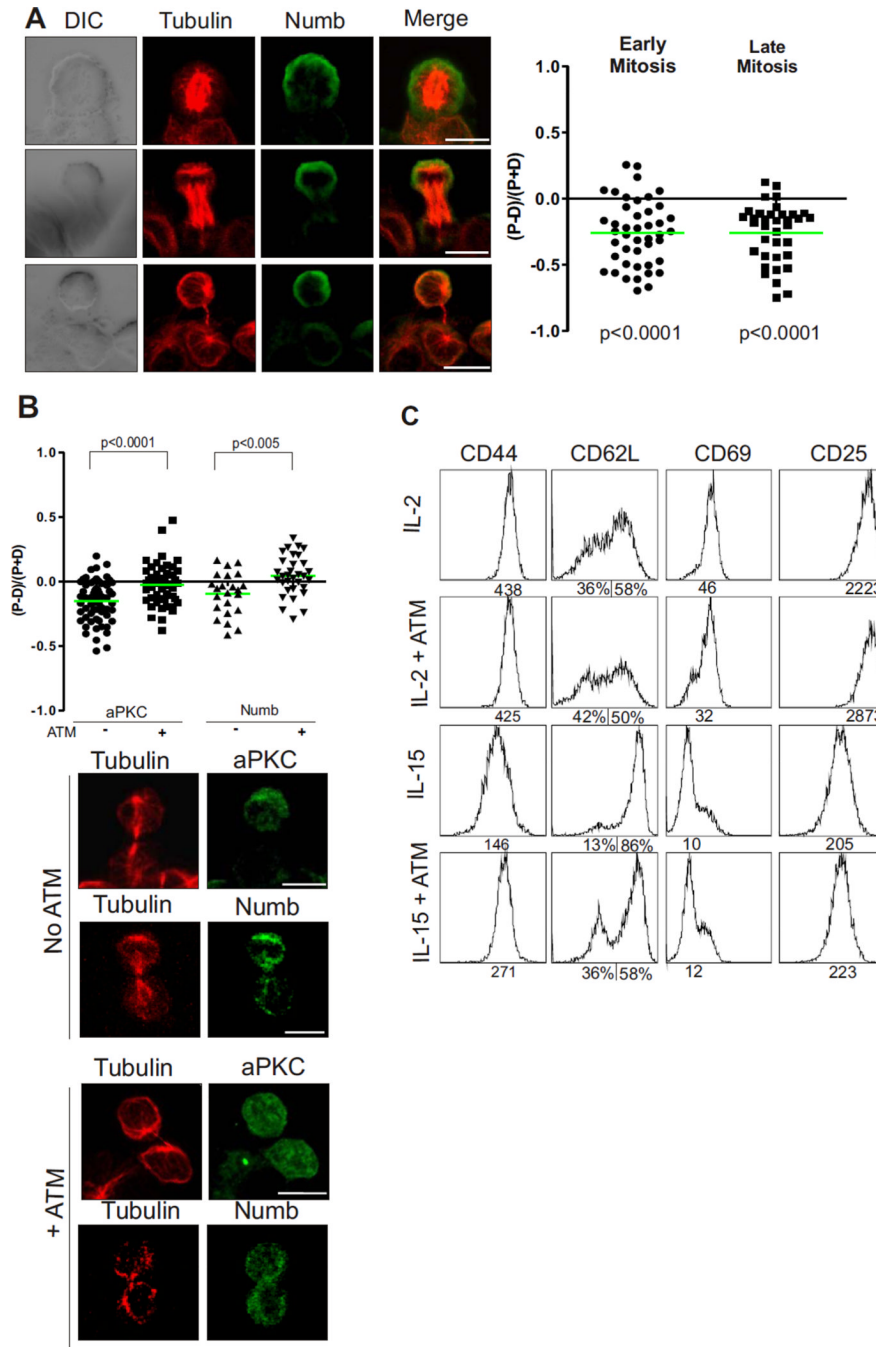 A
DIC Tubulin Numb Merge
Early Mitosis
Late Mitosis
(P-D)/(P+D)
1.0
0.5
0.0
-0.5
-1.0
p<0.0001 p<0.0001
B
p<0.0001 p<0.005
(P-D)/(P+D)
1.0
0.5
0.0
-0.5
-1.0
aPKC Numb
ATM - + - +
No ATM
Tubulin aPKC
Tubulin Numb
+ ATM
Tubulin aPKC
Tubulin Numb
C
CD44 CD62L CD69 CD25
IL-2
438 36% 58% 46 2223
IL-2 + ATM
425 42% 50% 32 2873
IL-15
146 13% 86% 10 205
IL-15 + ATM
271 36% 58% 12 223